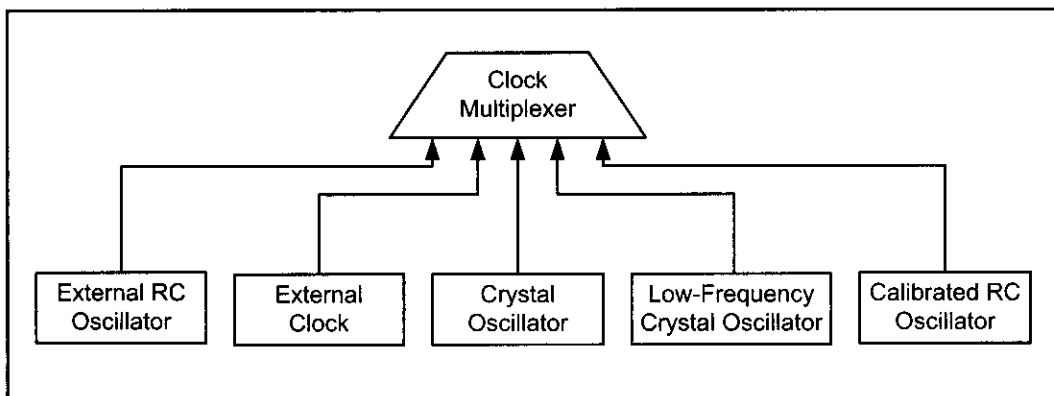 Clock
Multiplexer
External RC
Oscillator
External
Clock
Crystal
Oscillator
Low-Frequency
Crystal Oscillator
Calibrated RC
Oscillator